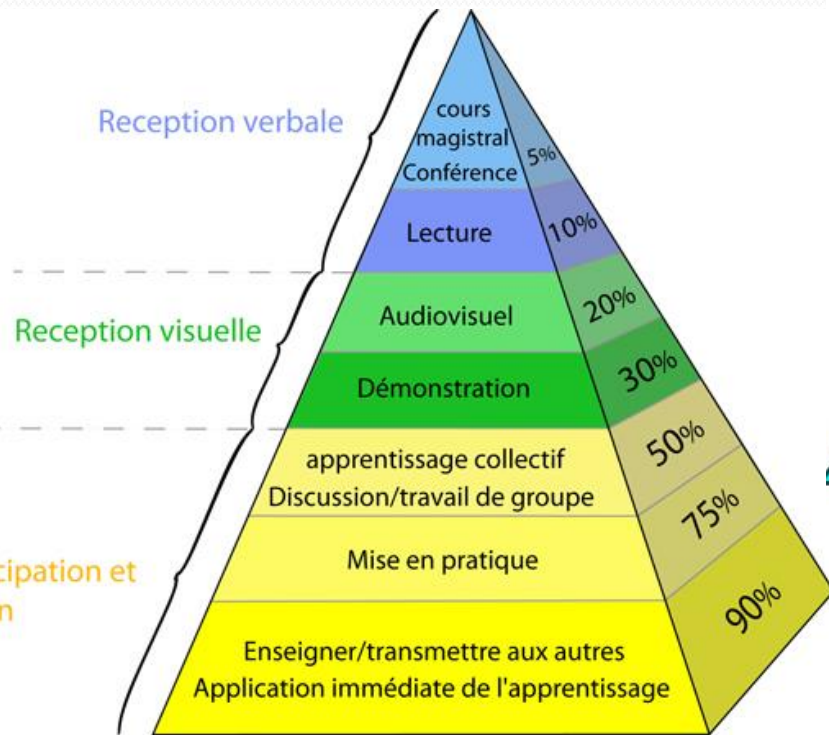 Reception verbale
cours
magistral
Conférence
5%
Lecture
10%
Reception visuelle
Audiovisuel
20%
Démonstration
30%
apprentissage collectif
Discussion/travail de groupe
50%
Mise en pratique
75%
et
Enseigner/transmettre aux autres
Application immédiate de l'apprentissage
90%